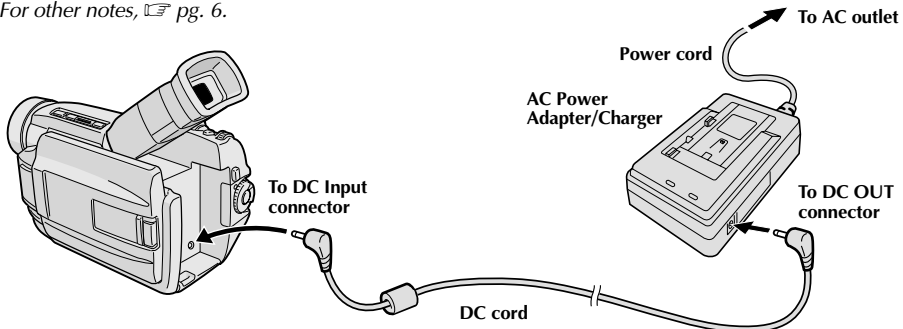 For other notes, ☞ pg. 6.
To AC outlet
Power cord
AC Power
Adapter/Charger
To DC Input
connector
To DC OUT
connector
DC cord